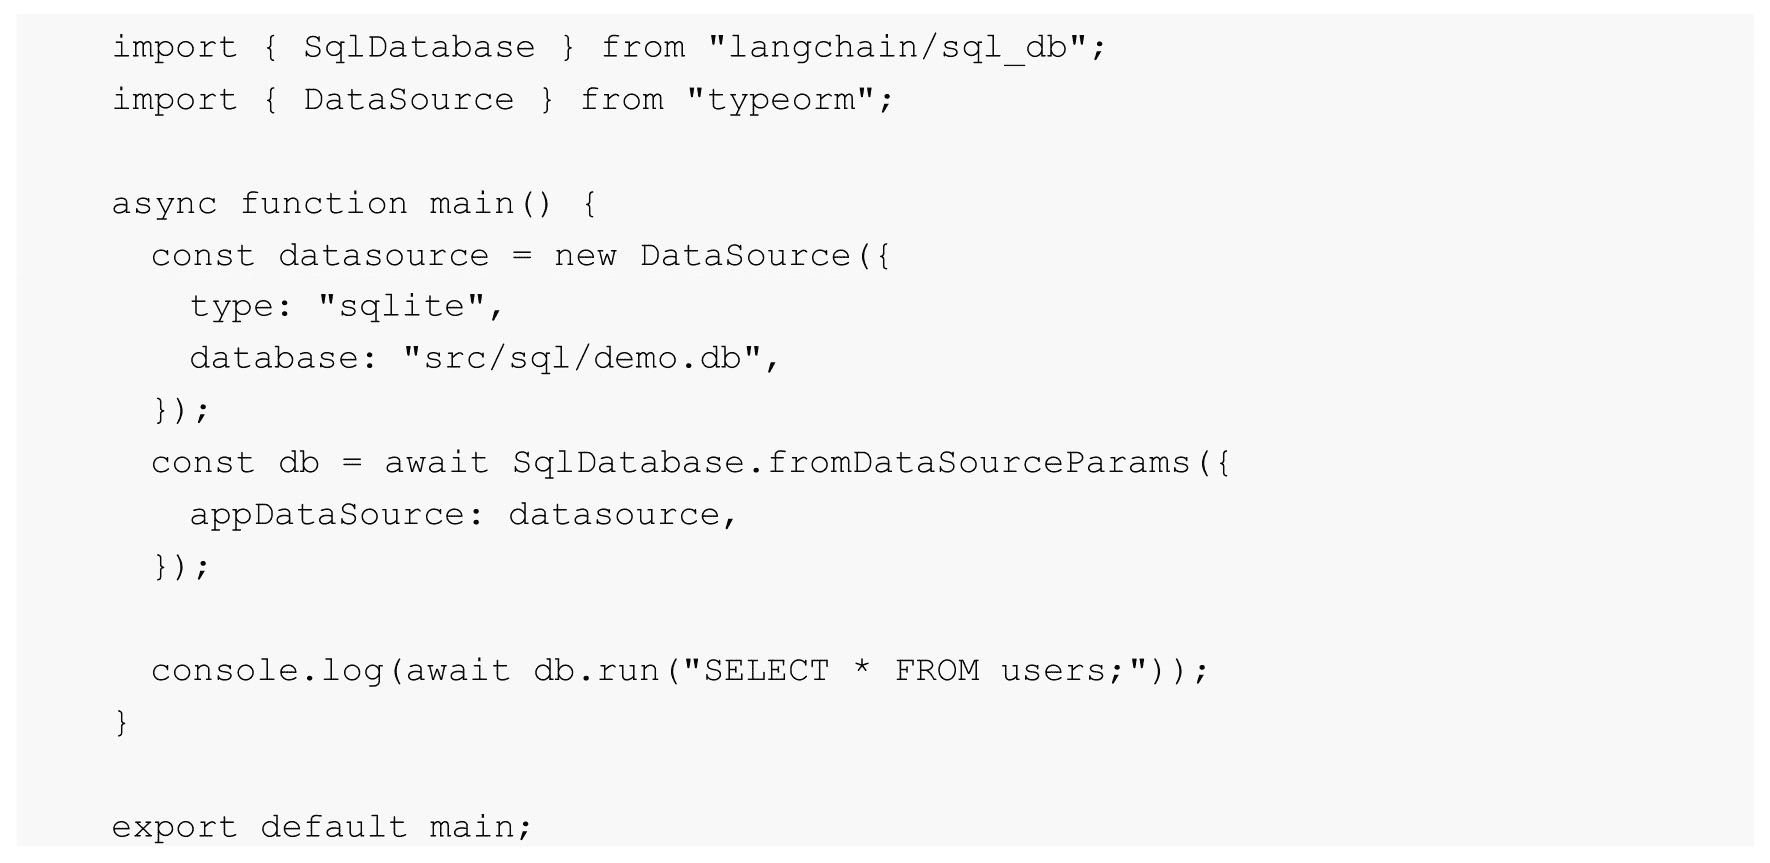 import { SqlDatabase } from "langchain/sql_db";
import { DataSource } from "typeorm";

async function main() {
  const datasource = new DataSource({
    type: "sqlite",
    database: "src/sql/demo.db",
  });
  const db = await SqlDatabase.fromDataSourceParams({
    appDataSource: datasource,
  });

  console.log(await db.run("SELECT * FROM users;"));
}

export default main;